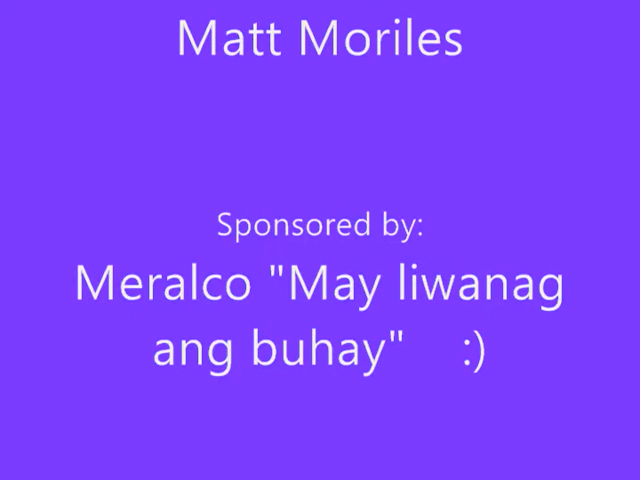 Matt Moriles
Sponsored by:
Meralco "May liwanag
ang buhay" :)